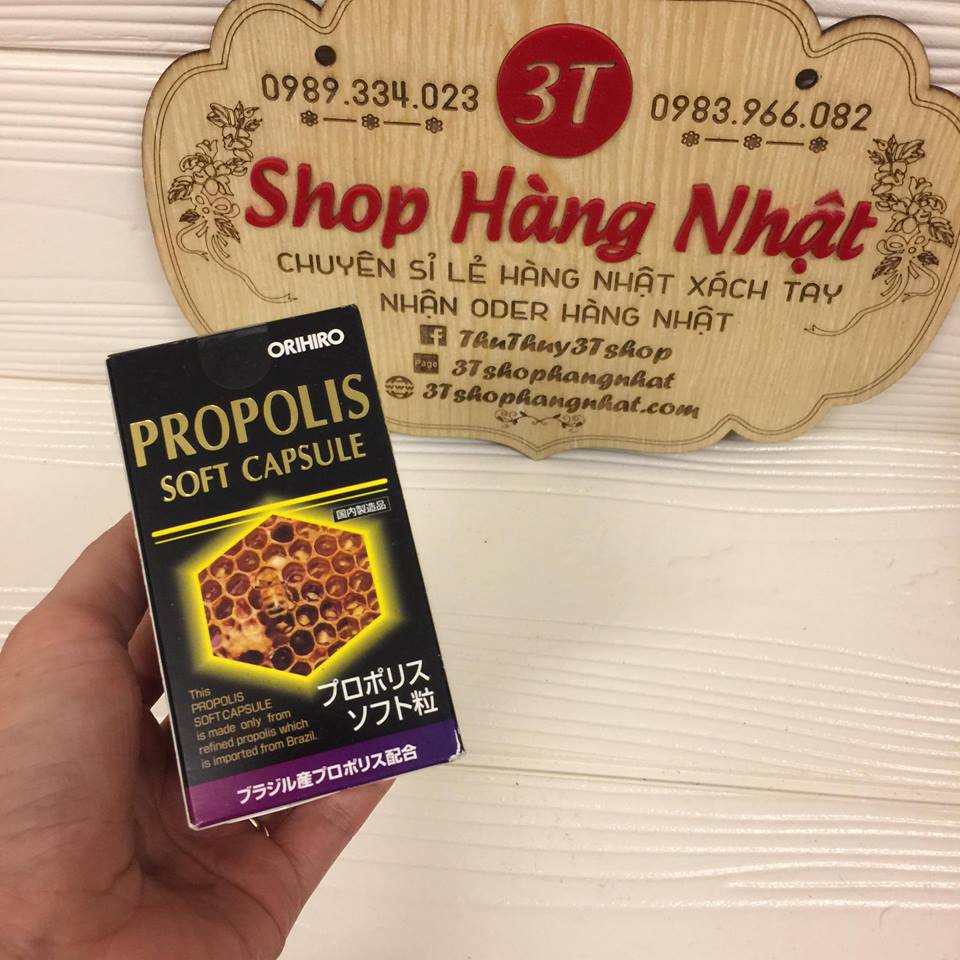 0989.334.023
3T
0983.966.082
Shop Hàng Nhật
CHUYÊN SỈ LẺ HÀNG NHẬT XÁCH TAY
NHẬN ODER HÀNG NHẬT
f ThuThuy3Tshop
Page 3Tshophangnhat
www 3Tshophangnhat.com
ORIHIRO
PROPOLIS
SOFT CAPSULE
国内製造品
プロポリス
ソフト粒
This
PROPOLIS
SOFT CAPSULE
is made only from
refined propolis which
is imported from Brazil.
ブラジル産プロポリス配合